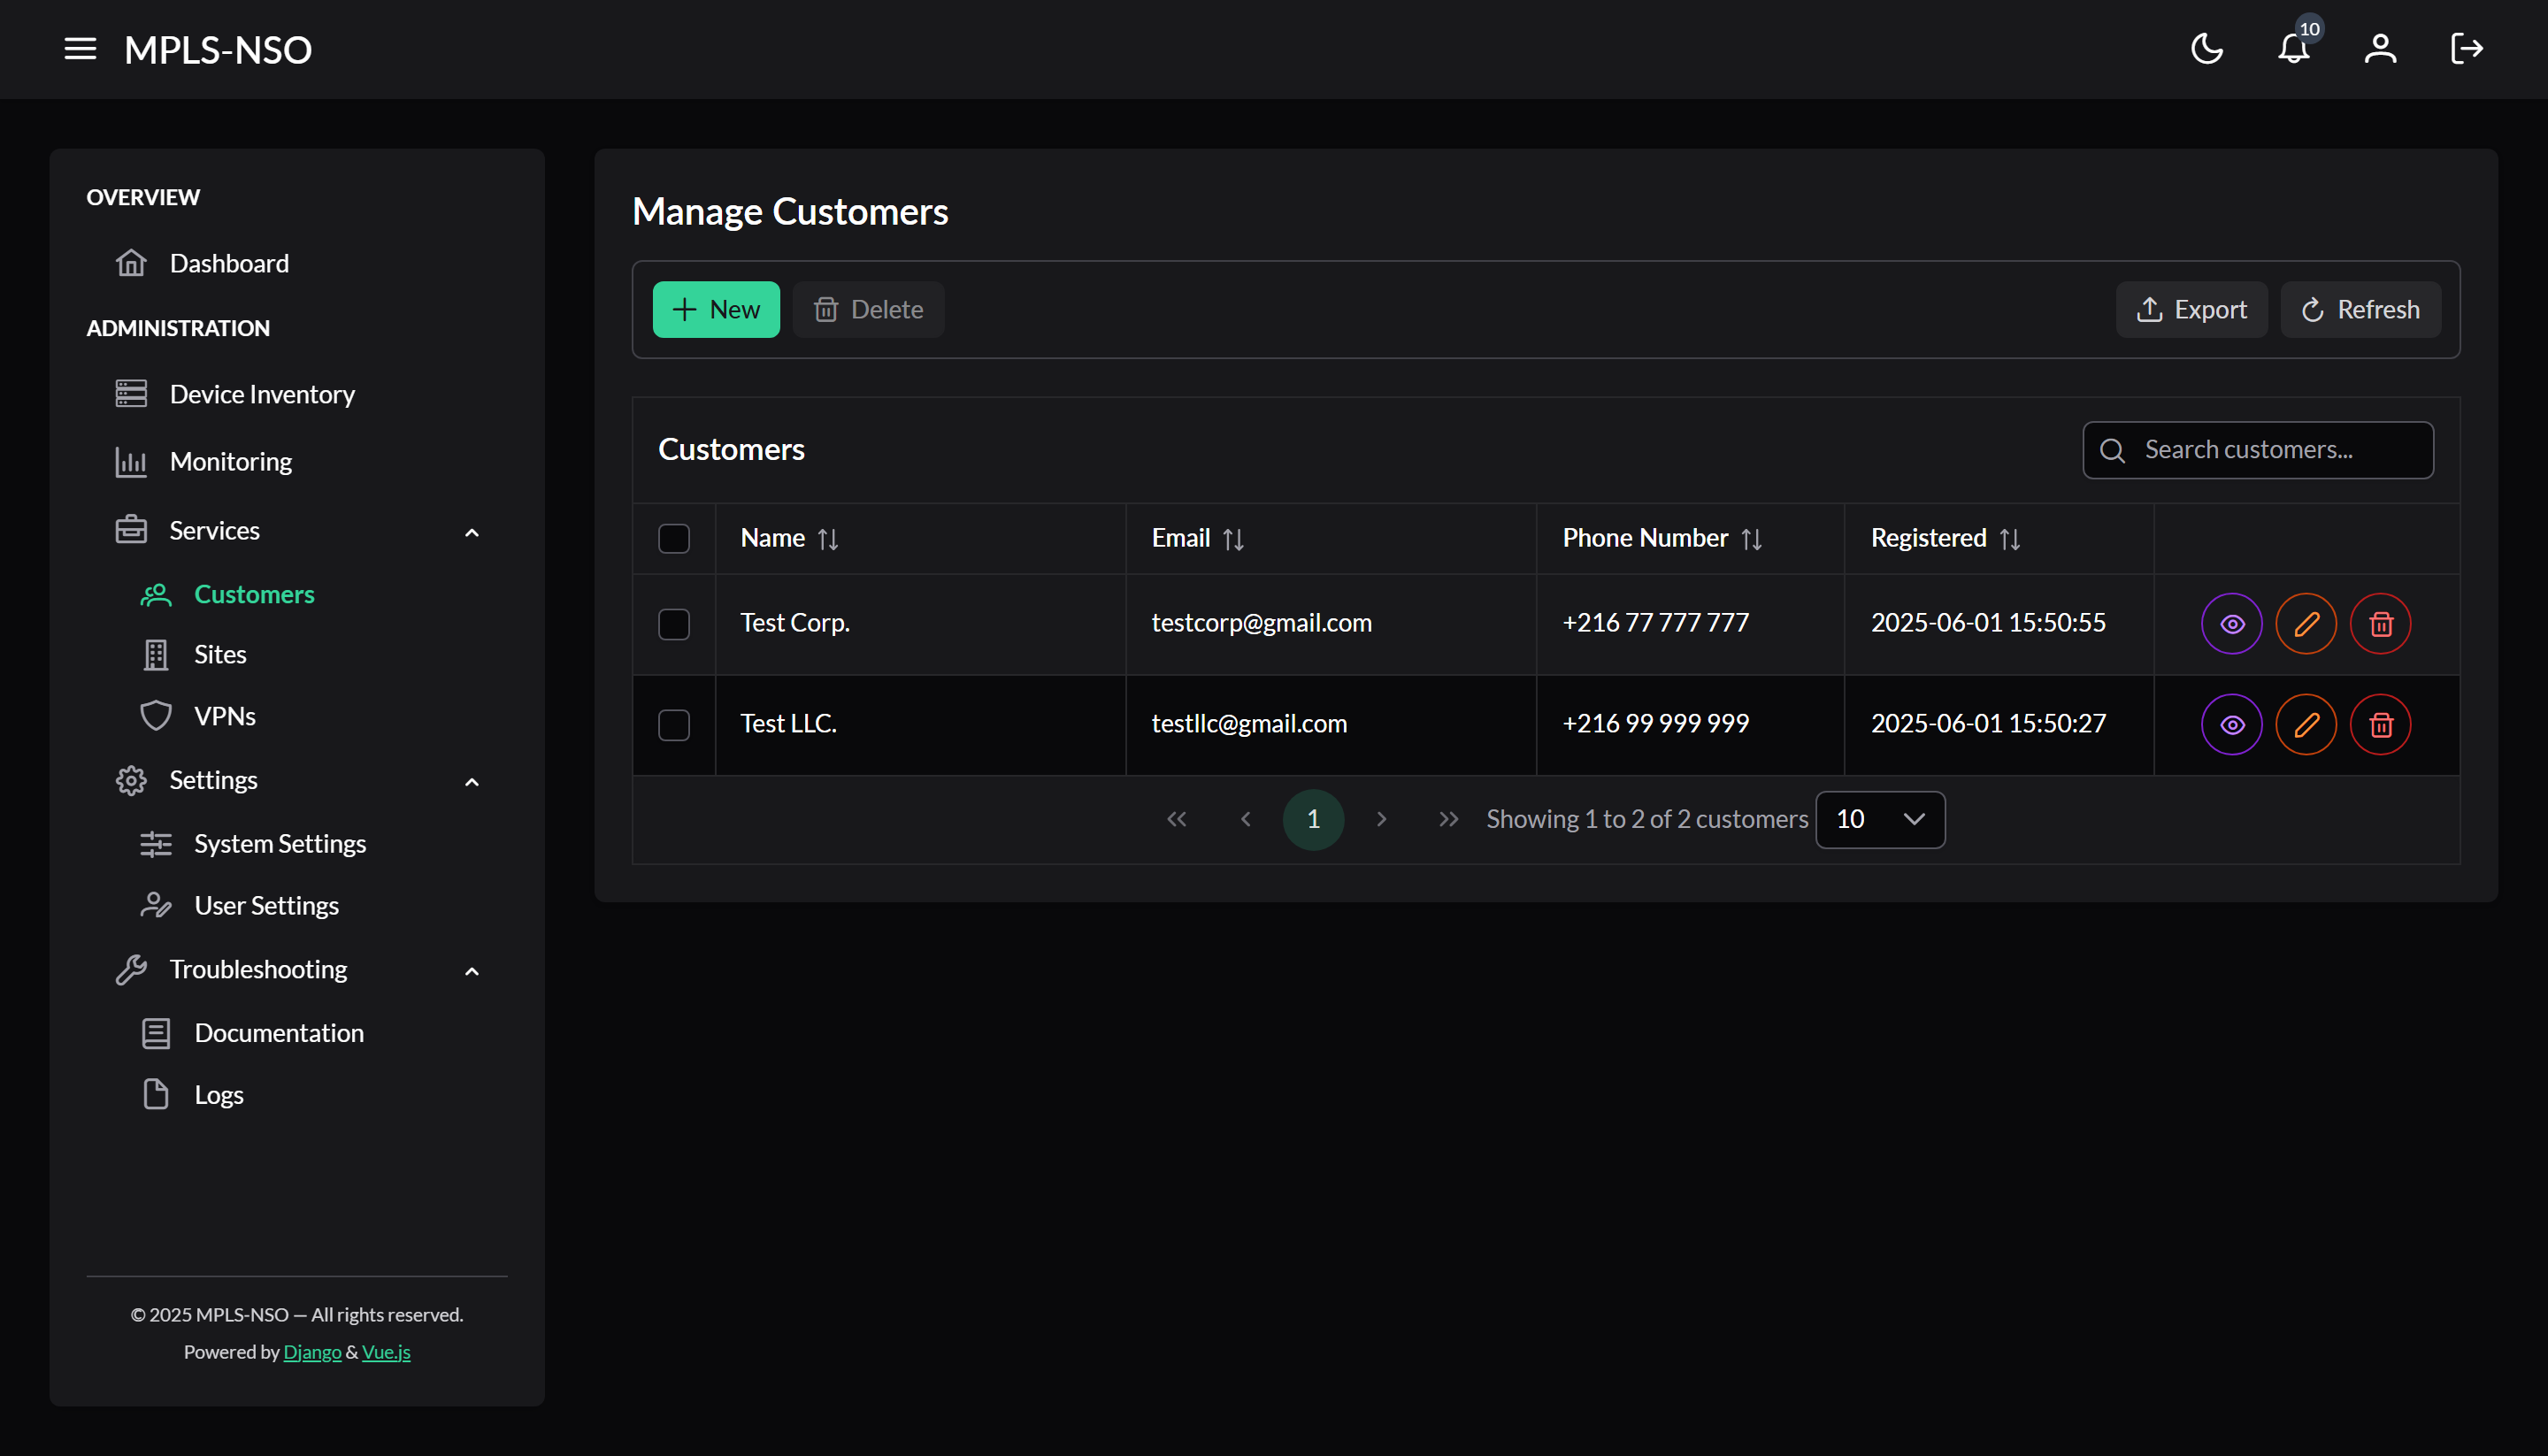 MPLS-NSO
10
OVERVIEW
Dashboard
ADMINISTRATION
Device Inventory
Monitoring
Services
Customers
Sites
VPNs
Settings
System Settings
User Settings
Troubleshooting
Documentation
Logs
© 2025 MPLS-NSO — All rights reserved.
Powered by Django & Vue.js
Manage Customers
New Delete Export Refresh
Customers Search customers...
Name Email Phone Number Registered
Test Corp. testcorp@gmail.com +216 77 777 777 2025-06-01 15:50:55
Test LLC. testllc@gmail.com +216 99 999 999 2025-06-01 15:50:27
1 Showing 1 to 2 of 2 customers 10